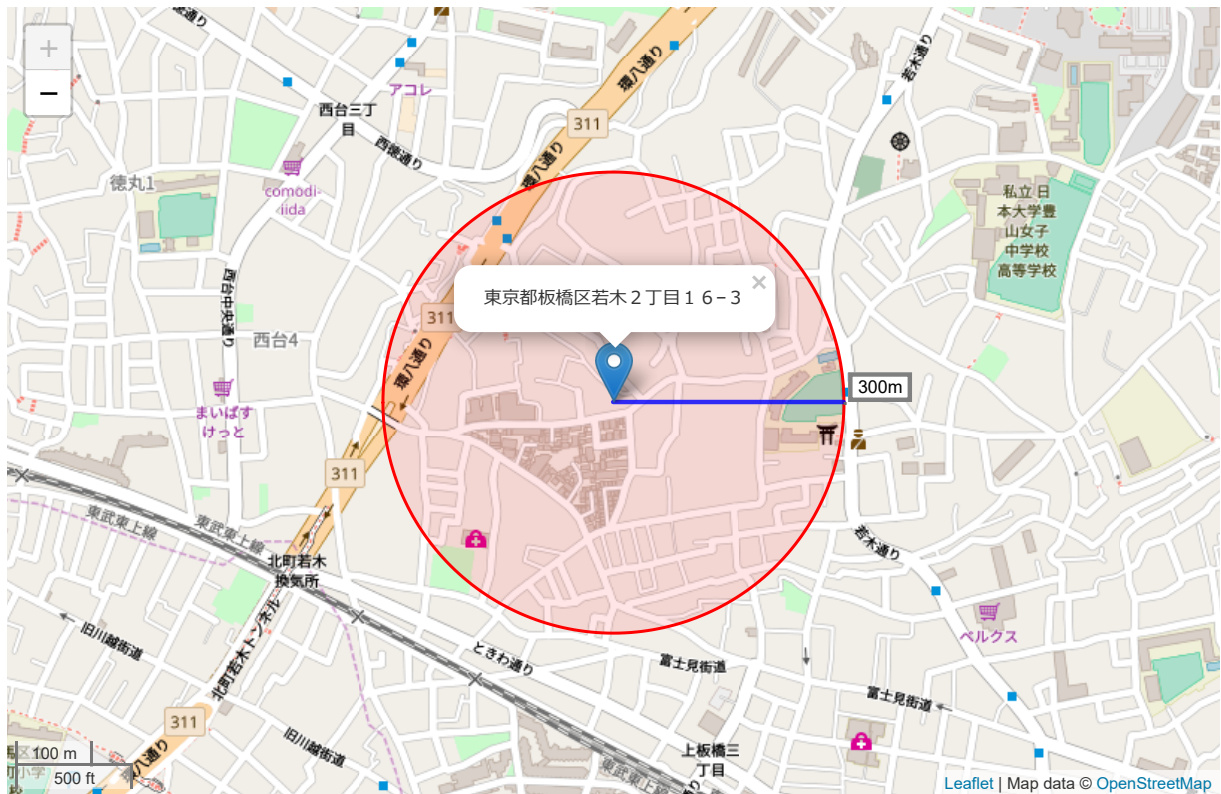 +
−
アコレ
西台三丁
目
西徳通り
環八通り
311
若木通り
徳丸1
comodi-
iida
環八通り
私立 日
本大学豊
山女子
中学校
高等学校
×
東京都板橋区若木２丁目１６−３
西台中央通り
西台4
311
環八通り
300m
まいばす
けっと
311
東武東上線
東武東上線
北町若木
換気所
若木通り
北町若木トンネル
旧川越街道
ときわ通り
富士見街道
ベルクス
富士見街道
311
旧川越街道
上板橋三
丁目
東武東上線
100 m
500 ft
Leaflet | Map data © OpenStreetMap